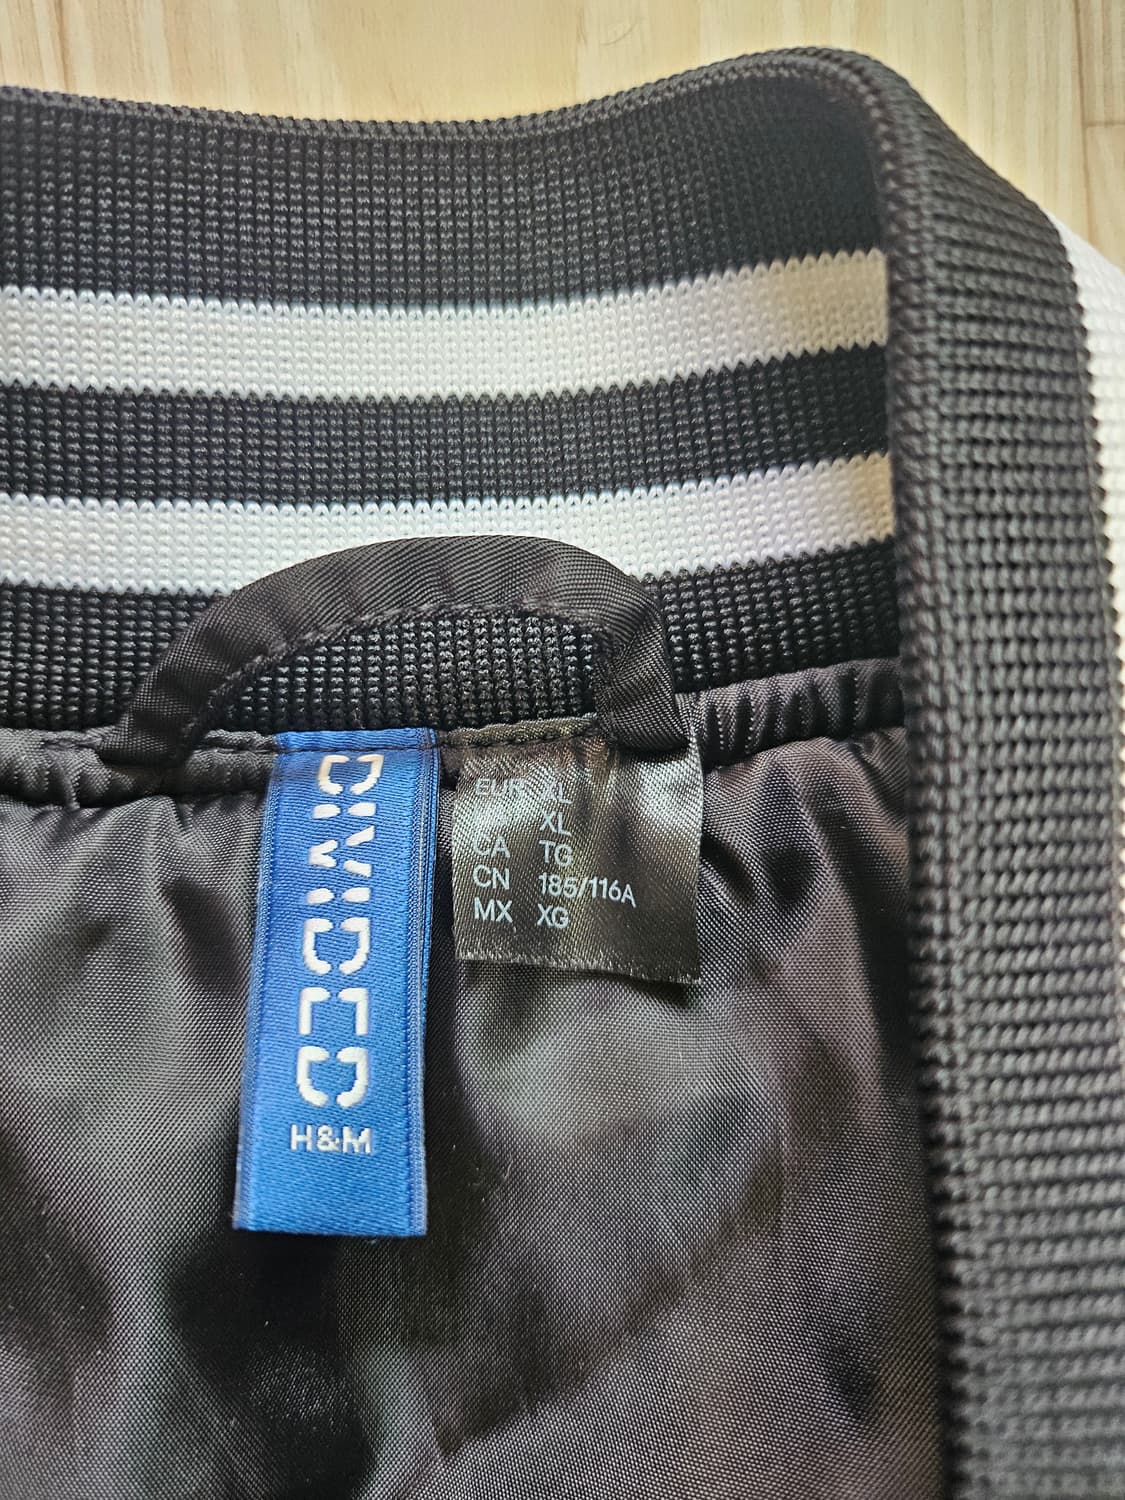 DIVIDED
H&M
EUR XL
XL
CA TG
CN 185/116A
MX XG